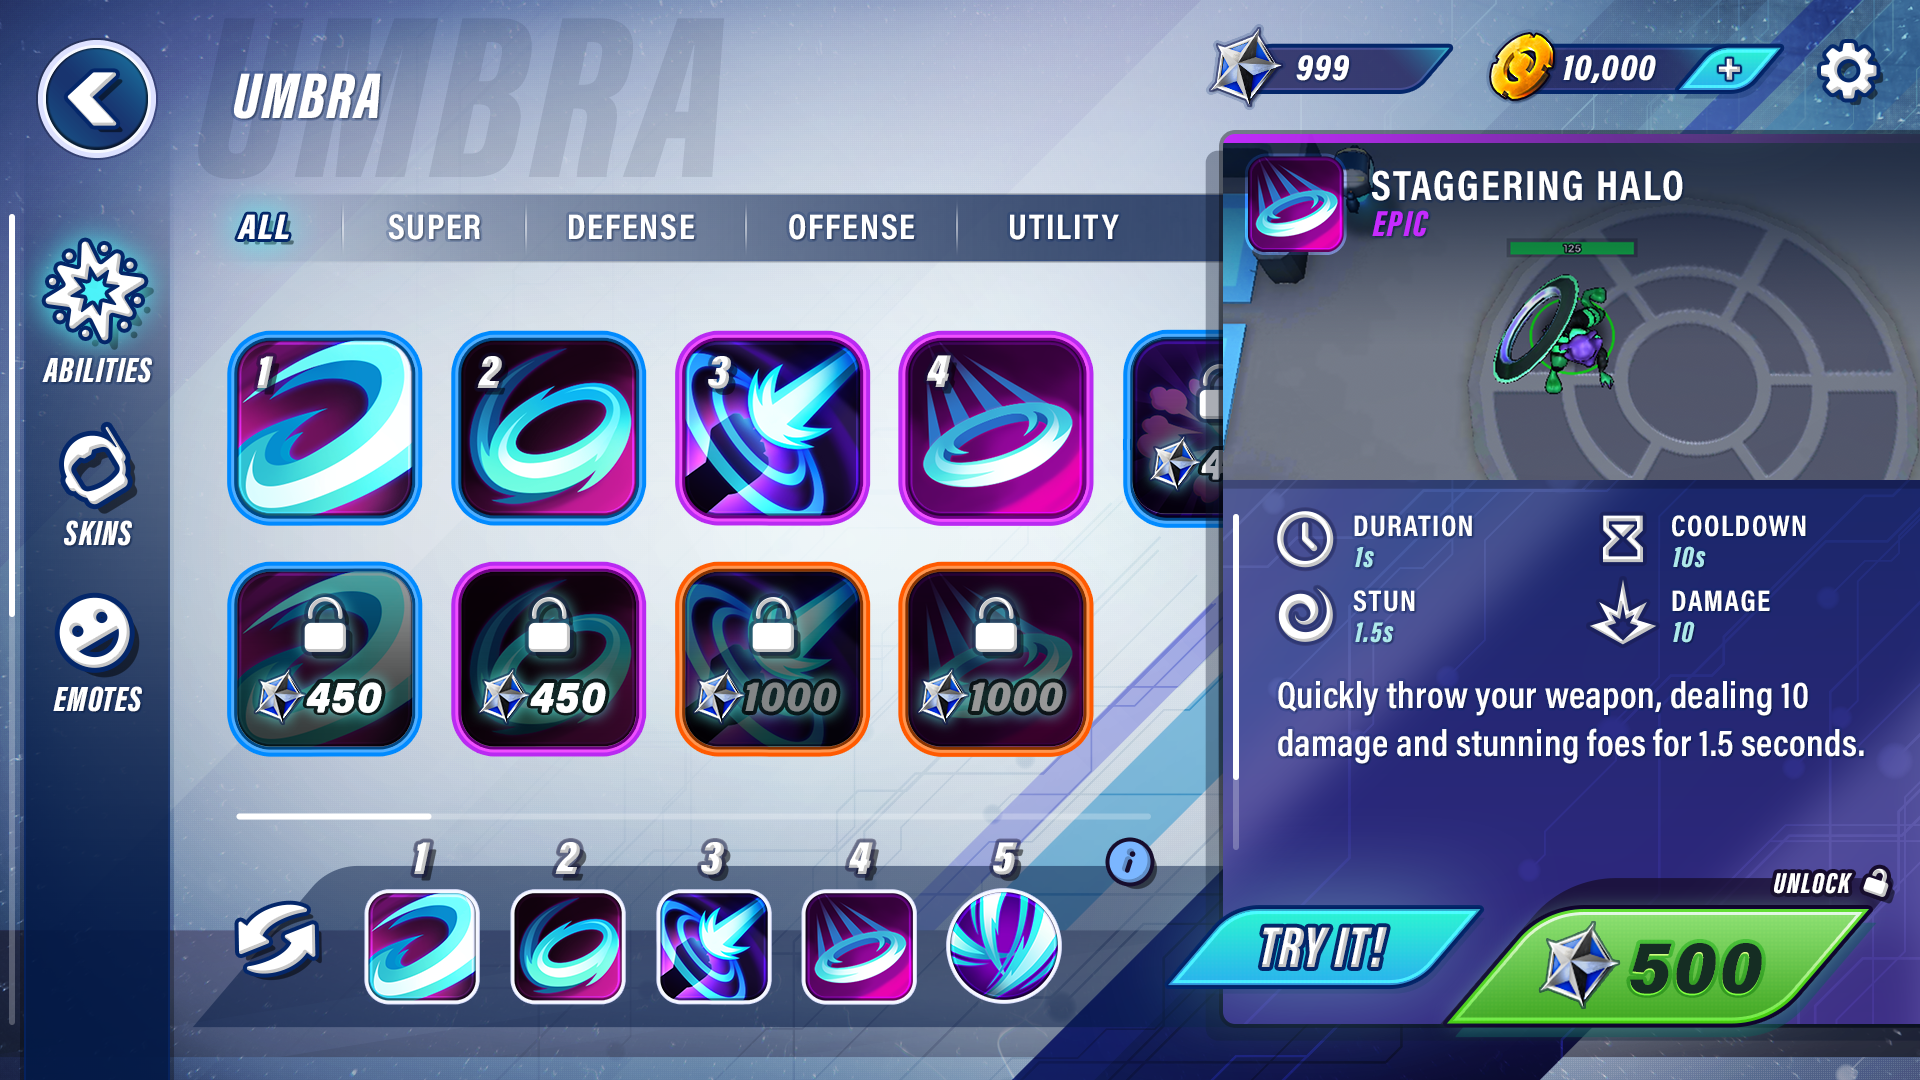 UMBRA
UMBRA
999
10,000
ALL
SUPER
DEFENSE
OFFENSE
UTILITY
ABILITIES
SKINS
EMOTES
1
2
3
4
4
450
450
1000
1000
1
2
3
4
5
i
STAGGERING HALO
EPIC
125
DURATION
1s
COOLDOWN
10s
STUN
1.5s
DAMAGE
10
Quickly throw your weapon, dealing 10
damage and stunning foes for 1.5 seconds.
UNLOCK
TRY IT!
500